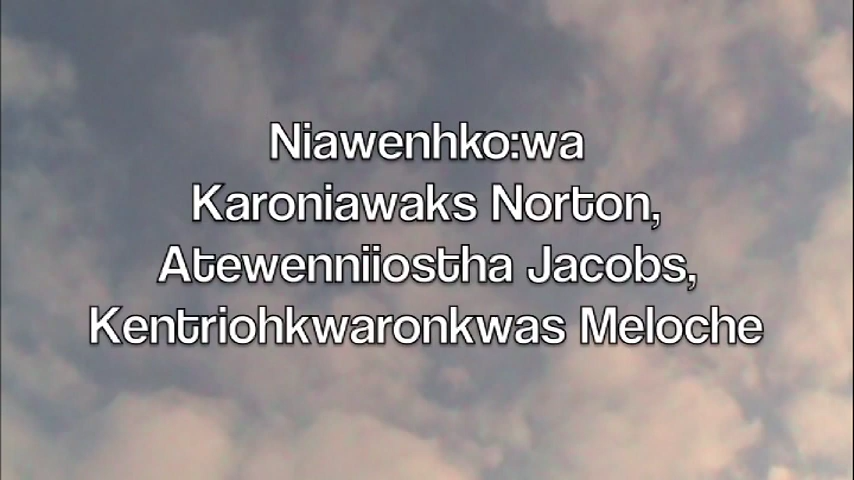 Niawenhko:wa
Karoniawaks Norton,
Atewenniiostha Jacobs,
Kentriohkwaronkwas Meloche